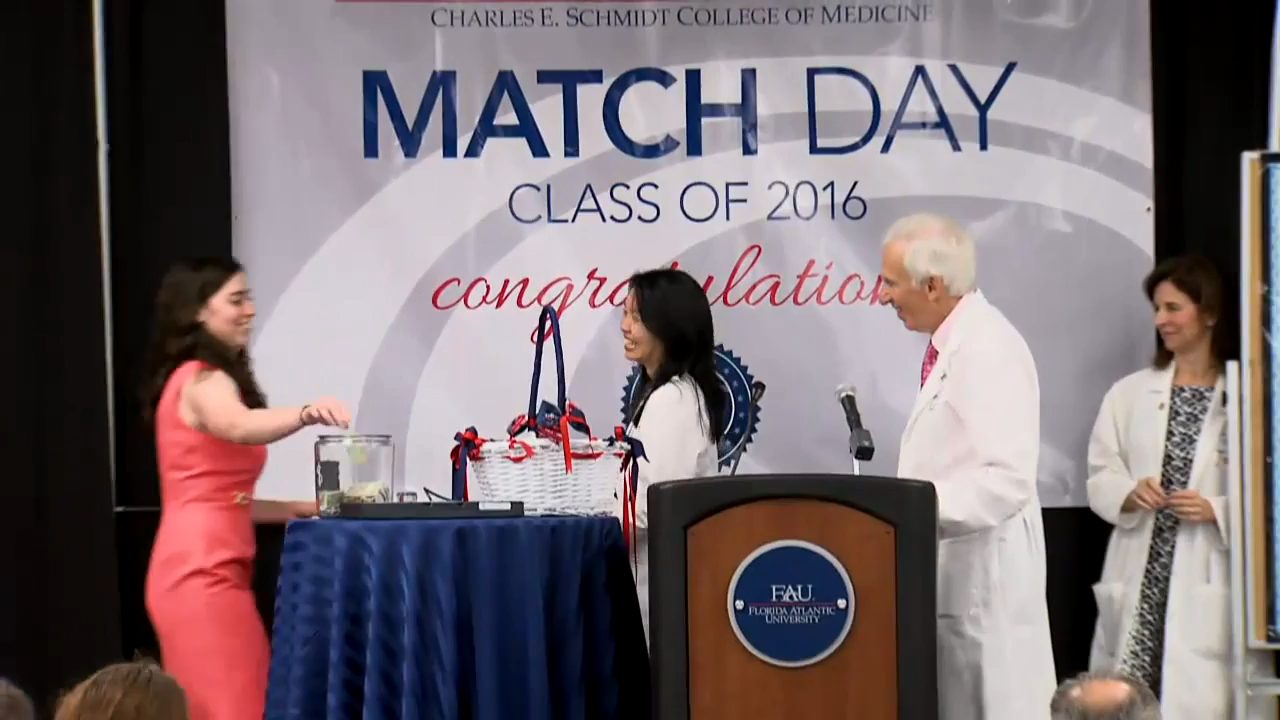 CHARLES E. SCHMIDT COLLEGE OF MEDICINE
MATCH DAY
CLASS OF 2016
congratulation
FAU
FLORIDA ATLANTIC
UNIVERSITY